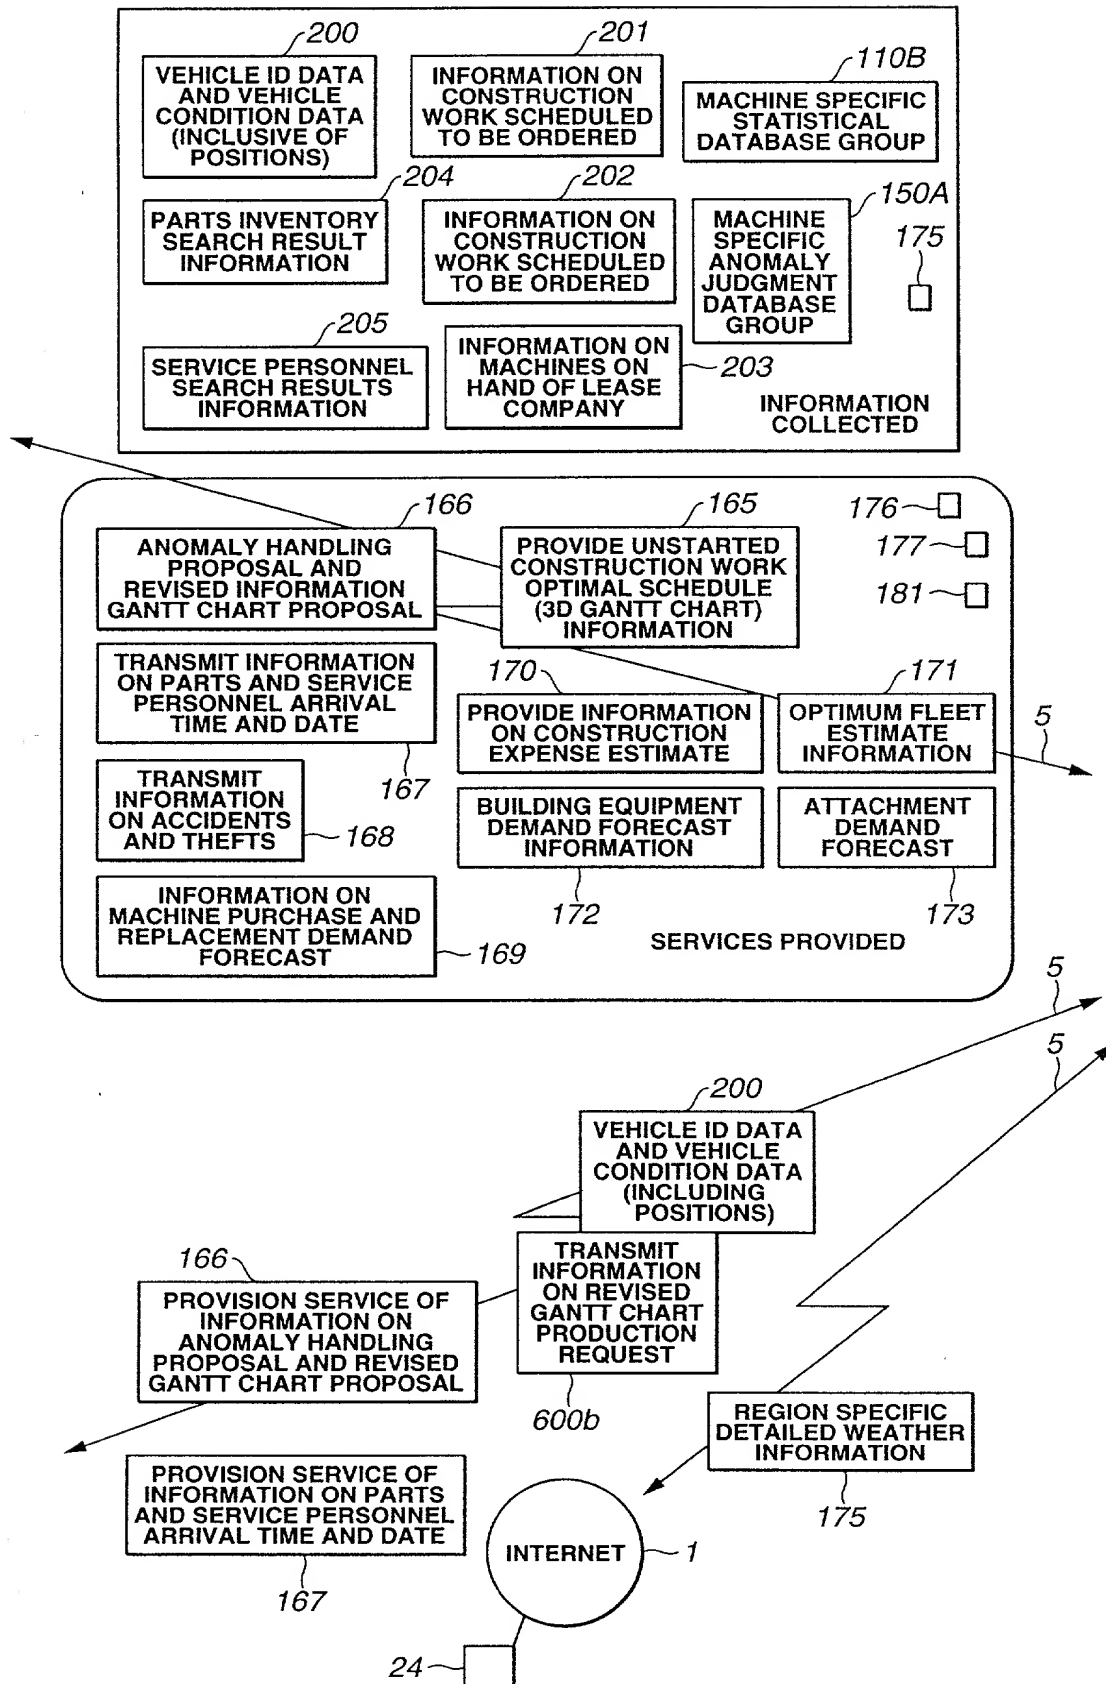 200
VEHICLE ID DATA
AND VEHICLE
CONDITION DATA
(INCLUSIVE OF
POSITIONS)
201
INFORMATION ON
CONSTRUCTION
WORK SCHEDULED
TO BE ORDERED
110B
MACHINE SPECIFIC
STATISTICAL
DATABASE GROUP
204
PARTS INVENTORY
SEARCH RESULT
INFORMATION
202
INFORMATION ON
CONSTRUCTION
WORK SCHEDULED
TO BE ORDERED
150A
MACHINE
SPECIFIC
ANOMALY
JUDGMENT
DATABASE
GROUP
175
205
SERVICE PERSONNEL
SEARCH RESULTS
INFORMATION
INFORMATION ON
MACHINES ON
HAND OF LEASE
COMPANY
203
INFORMATION
COLLECTED
166
ANOMALY HANDLING
PROPOSAL AND
REVISED INFORMATION
GANTT CHART PROPOSAL
165
PROVIDE UNSTARTED
CONSTRUCTION WORK
OPTIMAL SCHEDULE
(3D GANTT CHART)
INFORMATION
176
177
181
TRANSMIT INFORMATION
ON PARTS AND SERVICE
PERSONNEL ARRIVAL
TIME AND DATE
167
170
PROVIDE INFORMATION
ON CONSTRUCTION
EXPENSE ESTIMATE
171
OPTIMUM FLEET
ESTIMATE
INFORMATION
5
TRANSMIT
INFORMATION
ON ACCIDENTS
AND THEFTS
168
BUILDING EQUIPMENT
DEMAND FORECAST
INFORMATION
172
ATTACHMENT
DEMAND
FORECAST
173
INFORMATION ON
MACHINE PURCHASE AND
REPLACEMENT DEMAND
FORECAST
169
SERVICES PROVIDED
5
5
200
VEHICLE ID DATA
AND VEHICLE
CONDITION DATA
(INCLUDING
POSITIONS)
TRANSMIT
INFORMATION
ON REVISED
GANTT CHART
PRODUCTION
REQUEST
600b
166
PROVISION SERVICE OF
INFORMATION ON
ANOMALY HANDLING
PROPOSAL AND REVISED
GANTT CHART PROPOSAL
REGION SPECIFIC
DETAILED WEATHER
INFORMATION
175
PROVISION SERVICE OF
INFORMATION ON PARTS
AND SERVICE PERSONNEL
ARRIVAL TIME AND DATE
167
INTERNET
1
24